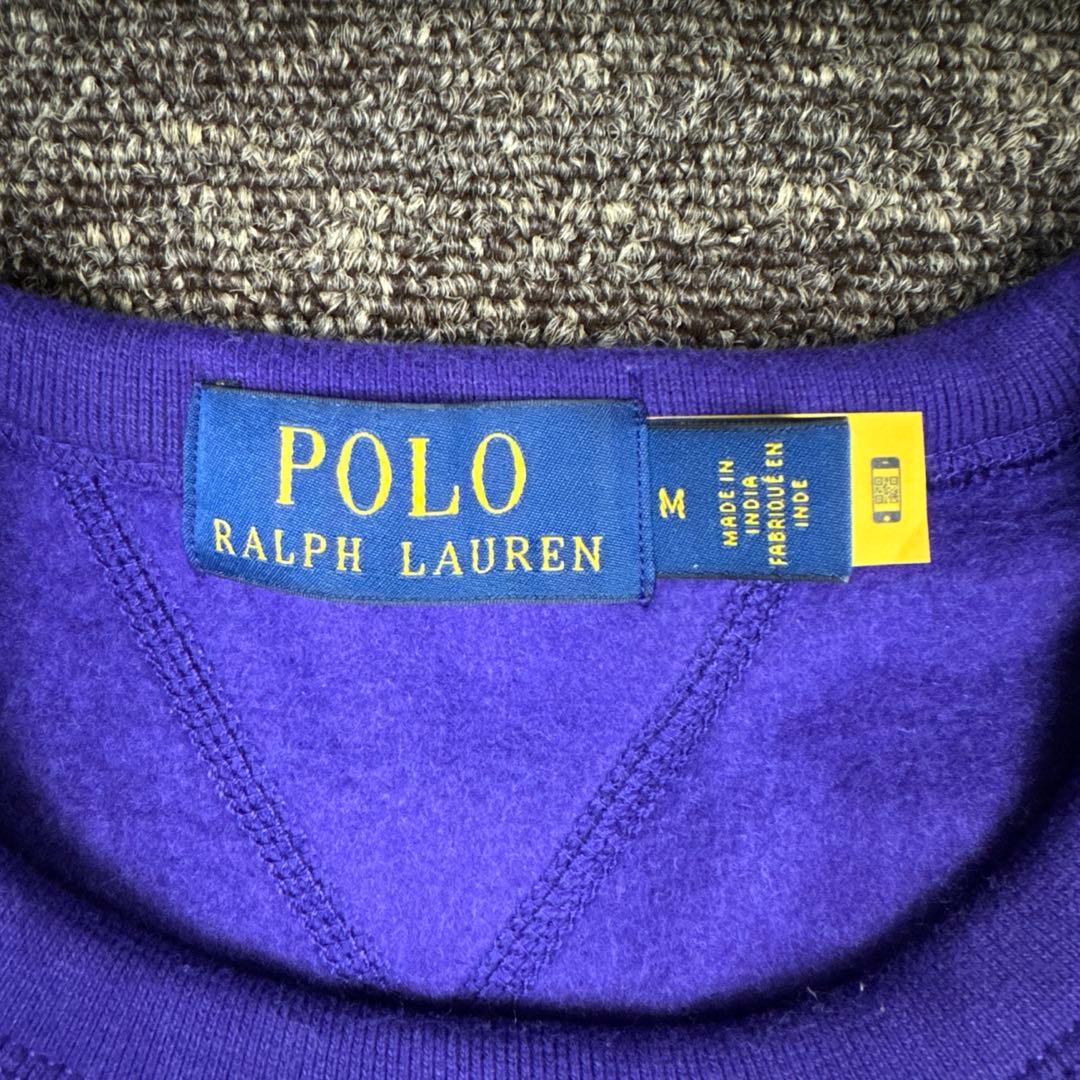 POLO
RALPH LAUREN
M
MADE IN
INDIA
FABRIQUÉ EN
INDE